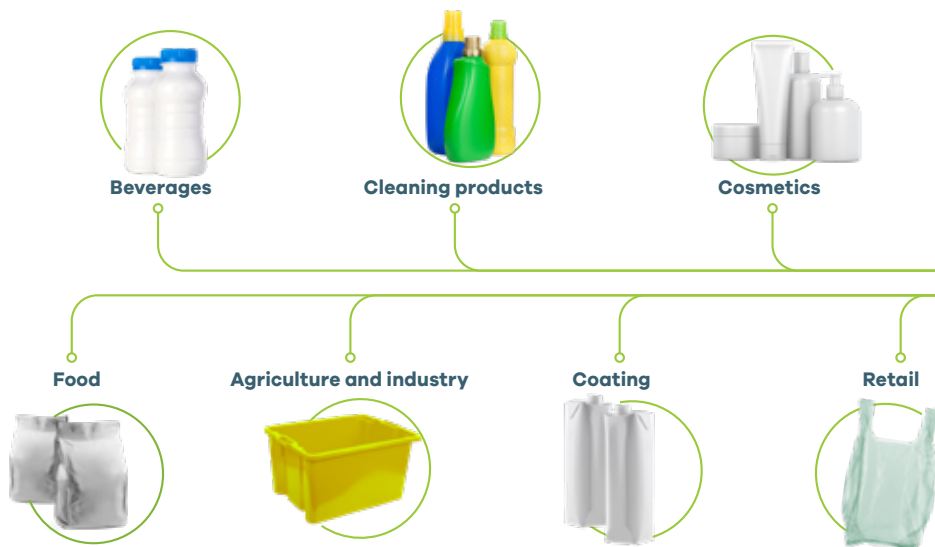 Beverages
Cleaning products
Cosmetics
Food
Agriculture and industry
Coating
Retail